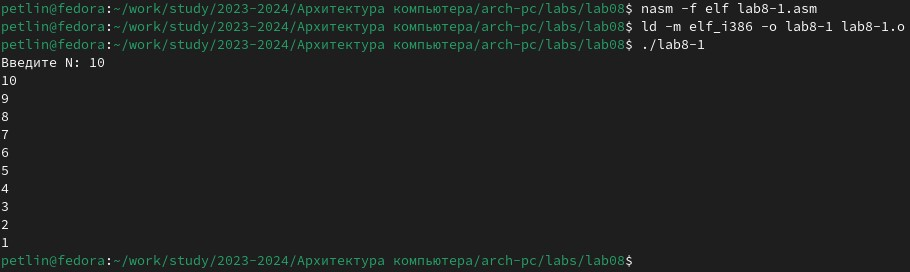 petlin@fedora:~/work/study/2023-2024/Архитектура компьютера/arch-pc/labs/lab08$ nasm -f elf lab8-1.asm
petlin@fedora:~/work/study/2023-2024/Архитектура компьютера/arch-pc/labs/lab08$ ld -m elf_i386 -o lab8-1 lab8-1.o
petlin@fedora:~/work/study/2023-2024/Архитектура компьютера/arch-pc/labs/lab08$ ./lab8-1
Введите N: 10
10
9
8
7
6
5
4
3
2
1
petlin@fedora:~/work/study/2023-2024/Архитектура компьютера/arch-pc/labs/lab08$